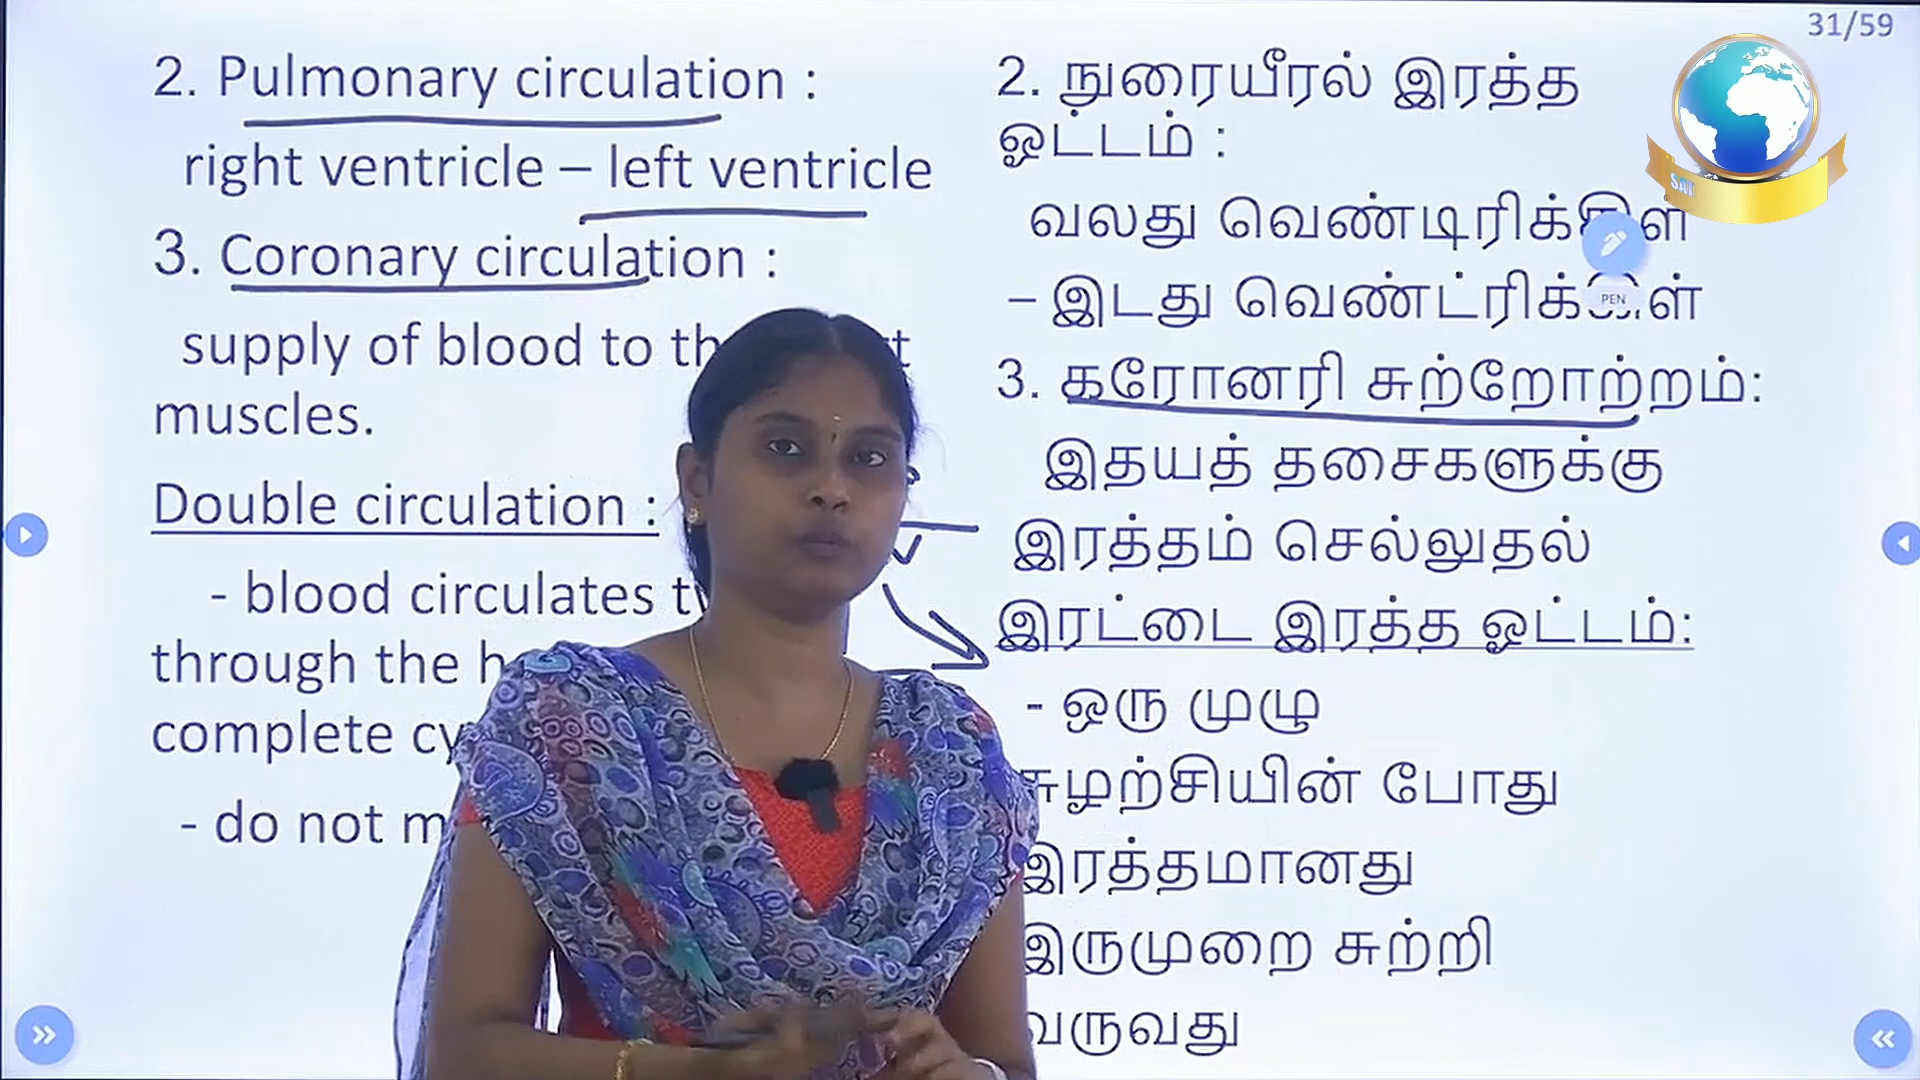 31/59
2. Pulmonary circulation :
right ventricle – left ventricle
3. Coronary circulation :
supply of blood to
muscles.
Double circulation :
- blood circulates
through the
complete
- do not
2. நுரையீரல் இரத்த
ஓட்டம் :
வலது
– இடது
3. கரோனரி சுற்றோற்றம்:
இதயத் தசைகளுக்கு
இரத்தம் செல்லுதல்
இரட்டை இரத்த ஓட்டம்:
- ஒரு முழு
சுழற்சியின் போது
இரத்தமானது
இருமுறை சுற்றி
வருவது
PEN